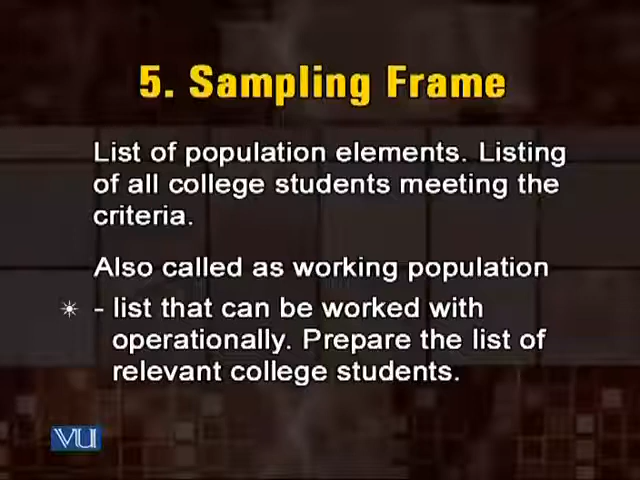 5. Sampling Frame
List of population elements. Listing
of all college students meeting the
criteria.
Also called as working population
- list that can be worked with
operationally. Prepare the list of
relevant college students.
VU